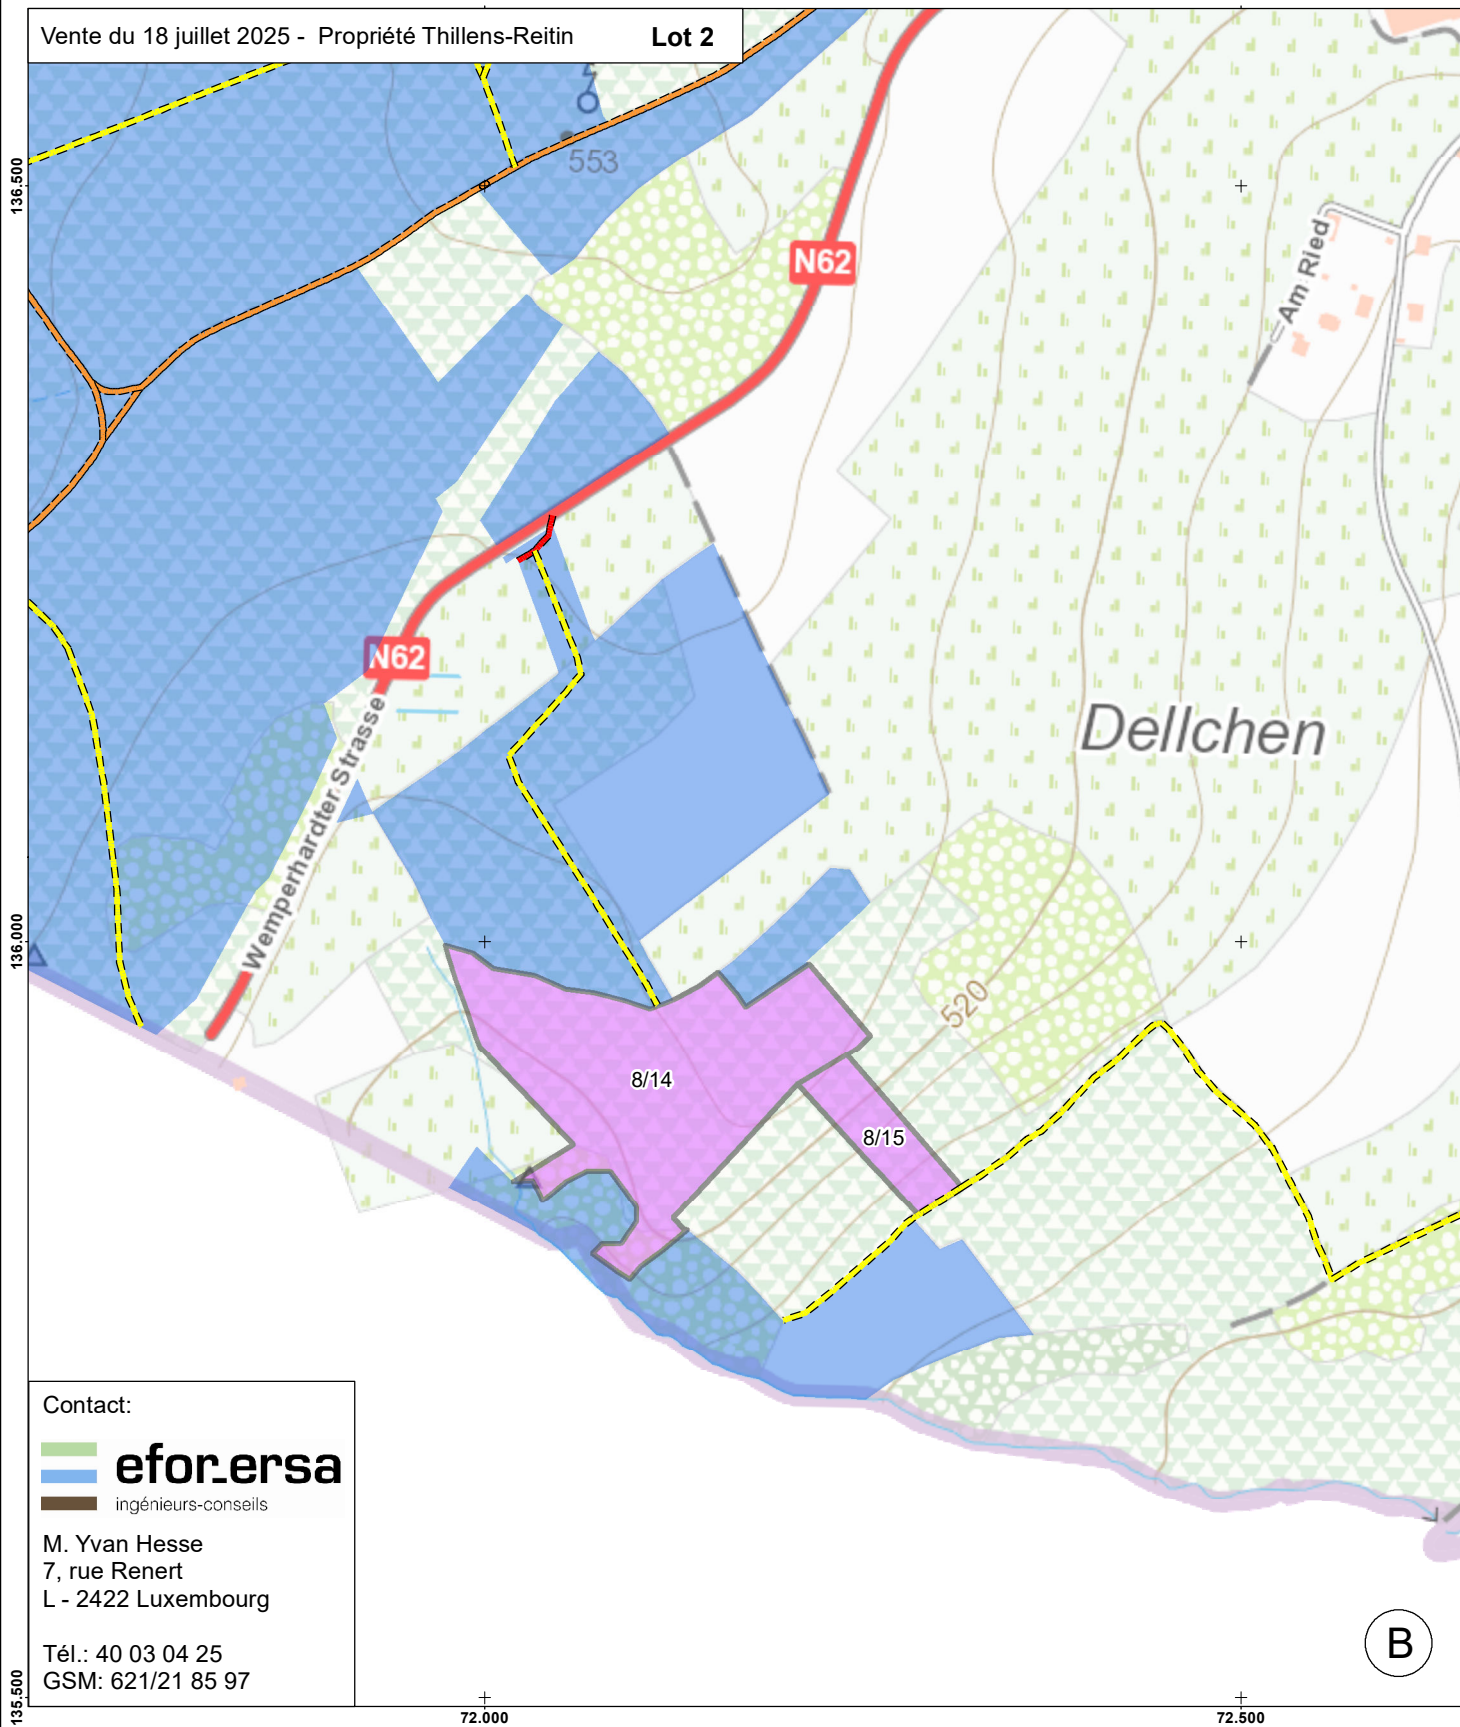 Vente du 18 juillet 2025 - Propriété Thillens-Reitin Lot 2
136.500
553
N62
Am Ried
N62
Dellchen
Wemperhardter Strasse
136.000
520
8/14
8/15
Contact:
efor_ersa
ingénieurs-conseils
M. Yvan Hesse
7, rue Renert
L - 2422 Luxembourg
Tél.: 40 03 04 25
GSM: 621/21 85 97
B
135.500
72.000
72.500